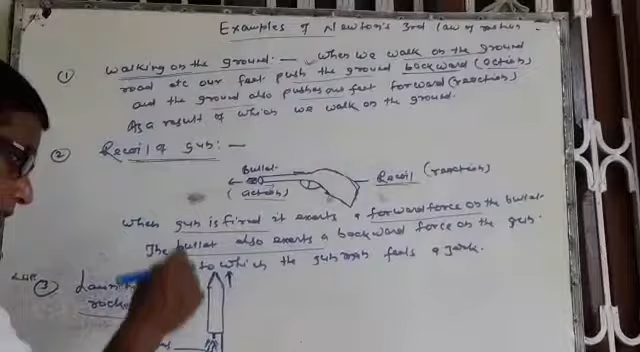 Examples of Newton's 3rd law of motion.
① Walking on the ground. — When we walk on the ground
road etc our feet push the ground backward (action)
and the ground also pushes our feet forward (reaction)
As a result of which we walk on the ground.
② Recoil of gun: —
Bullet
(action)
Recoil (reaction)
When gun is fired it exerts a forward force on the bullet.
The bullet also exerts a backward force on the gun.
to which the gunman feels a jerk.
③
rocke